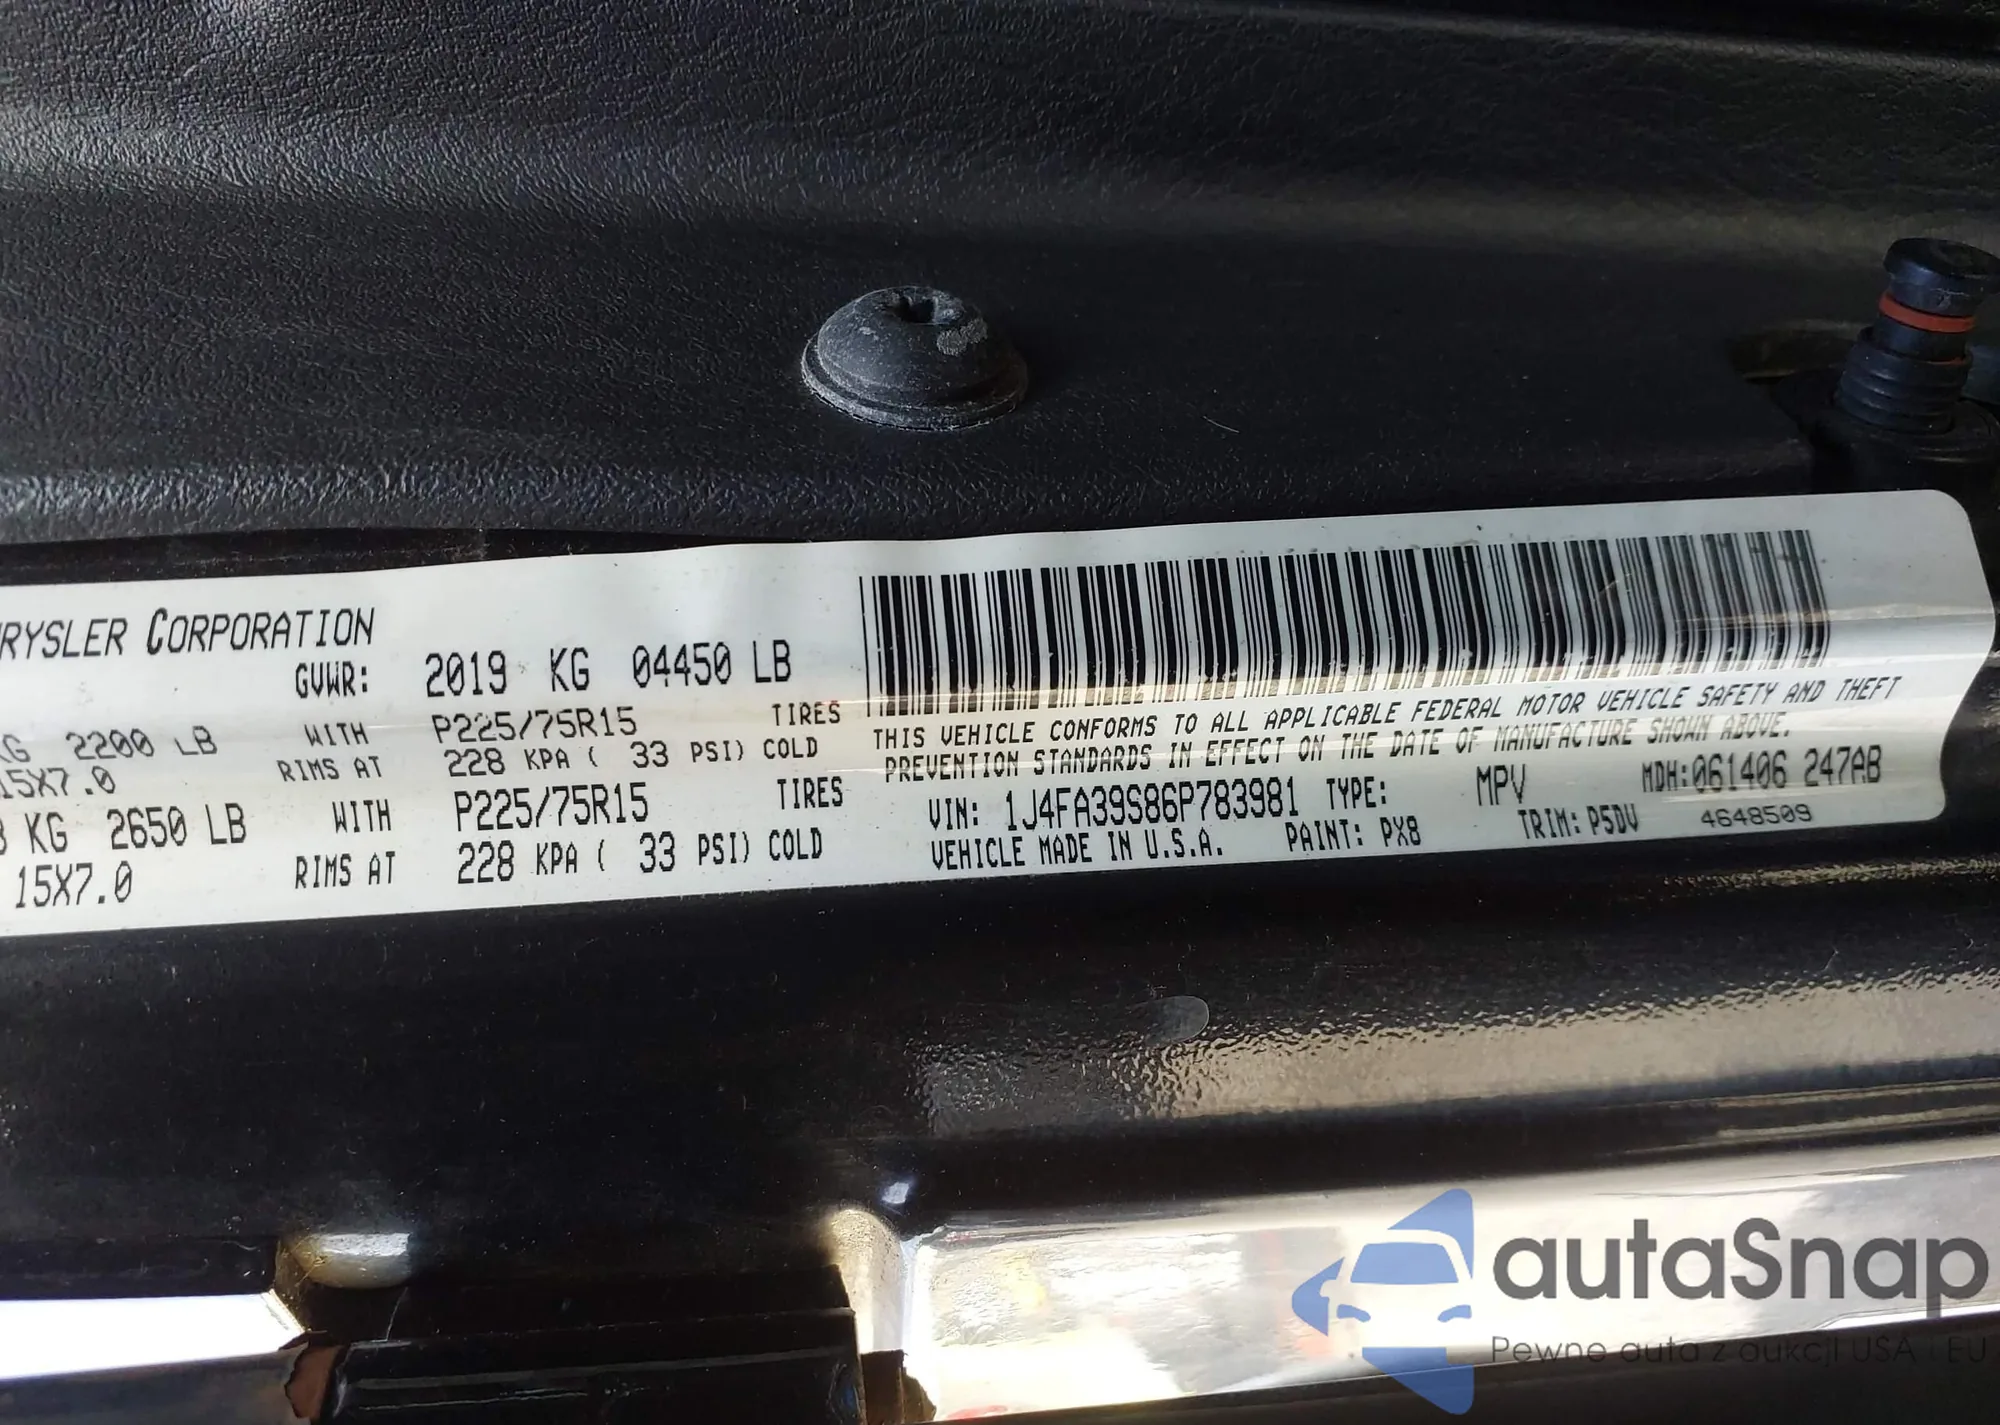 RYSLER CORPORATION
GVWR: 2019 KG 04450 LB
KG 2200 LB WITH P225/75R15 TIRES
15X7.0 RIMS AT 228 KPA ( 33 PSI) COLD
KG 2650 LB WITH P225/75R15 TIRES
15X7.0 RIMS AT 228 KPA ( 33 PSI) COLD
THIS VEHICLE CONFORMS TO ALL APPLICABLE FEDERAL MOTOR VEHICLE SAFETY AND THEFT
PREVENTION STANDARDS IN EFFECT ON THE DATE OF MANUFACTURE SHOWN ABOVE.
VIN: 1J4FA39S86P783981 TYPE: MPV MDH:061406 247AB
VEHICLE MADE IN U.S.A. PAINT: PX8 TRIM: P5DV 4648509
autaSnap
Pewne auta z aukcji USA i EU